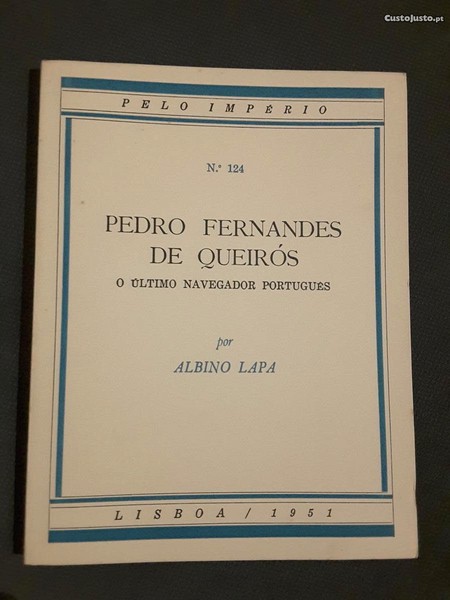 CustoJusto.pt
PELO IMPÉRIO
N.º 124
PEDRO FERNANDES
DE QUEIRÓS
O ÚLTIMO NAVEGADOR PORTUGUÊS
por
ALBINO LAPA
LISBOA / 1951